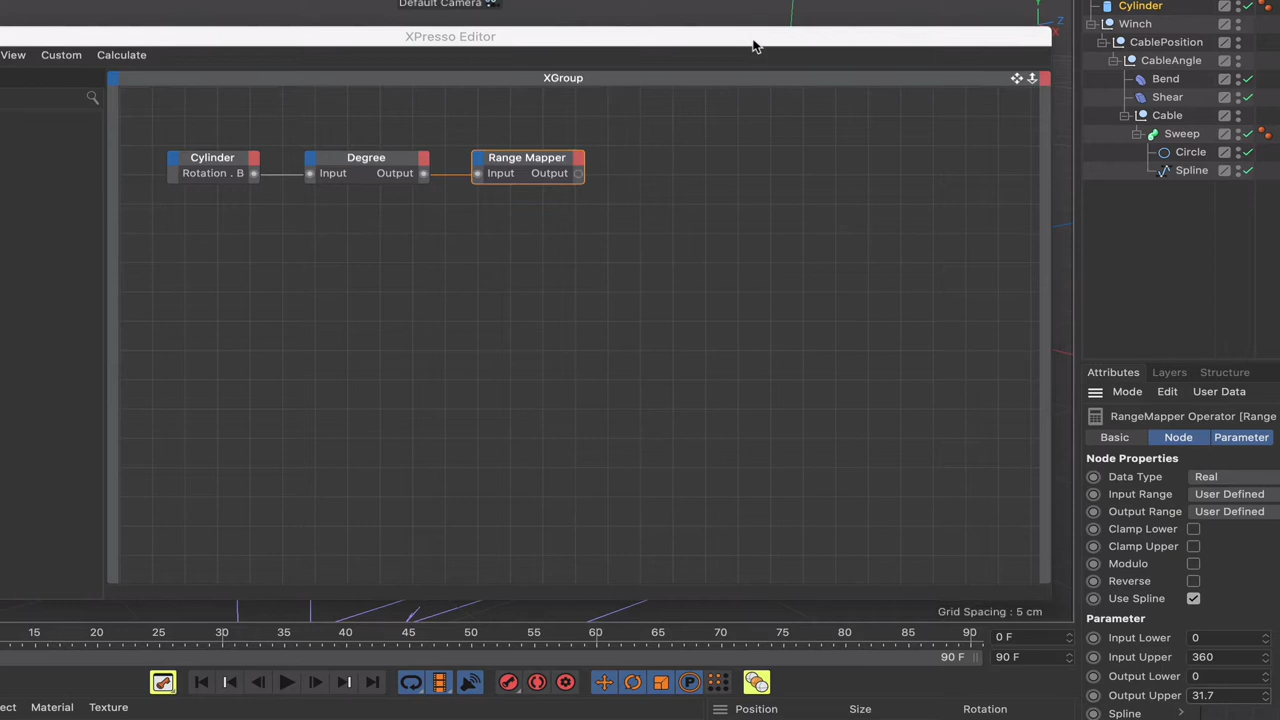 Default Camera
Cylinder
Winch
XPresso Editor
CablePosition
View Custom Calculate
CableAngle
XGroup
Bend
Shear
Cable
Sweep
Cylinder Degree Range Mapper
Circle
Rotation . B Input Output Input Output
Spline
Y
Z
X
Attributes Layers Structure
Mode Edit User Data
RangeMapper Operator [Range
Basic Node Parameter
Node Properties
Data Type Real
Input Range User Defined
Output Range User Defined
Clamp Lower
Clamp Upper
Modulo
Reverse
Use Spline
Grid Spacing : 5 cm
Parameter
15 20 25 30 35 40 45 50 55 60 65 70 75 80 85 90 0 F
Input Lower 0
90 F 90 F
Input Upper 360
Output Lower 0
Output Upper 31.7
Material Texture
Position Size Rotation
Spline